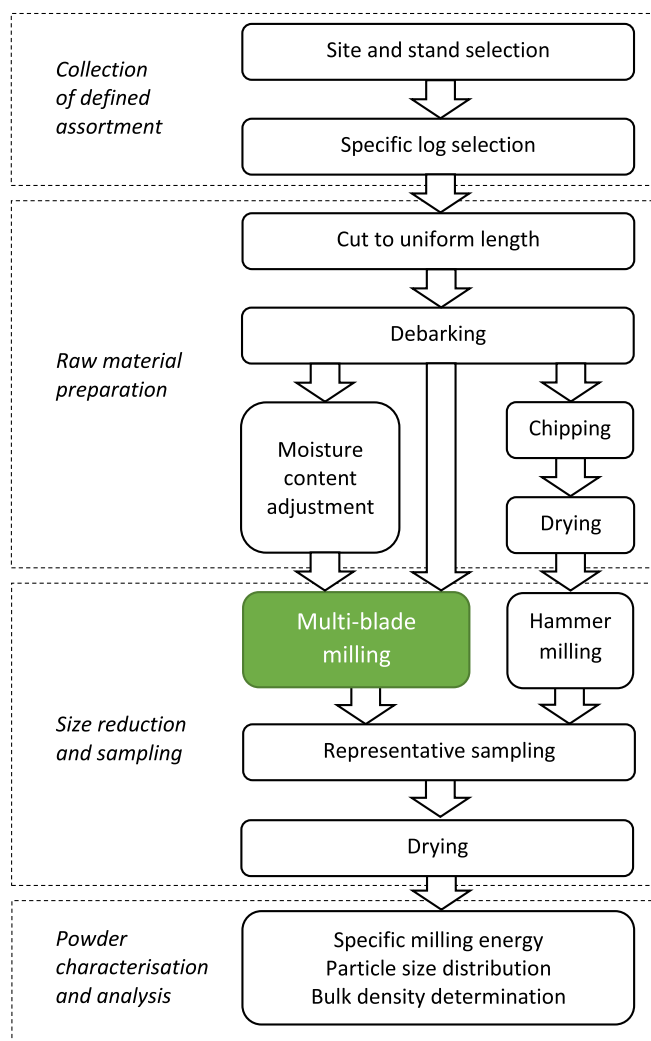 Collection
of defined
assortment
Site and stand selection
Specific log selection
Raw material
preparation
Cut to uniform length
Debarking
Moisture
content
adjustment
Chipping
Drying
Size reduction
and sampling
Multi-blade
milling
Hammer
milling
Representative sampling
Drying
Powder
characterisation
and analysis
Specific milling energy
Particle size distribution
Bulk density determination